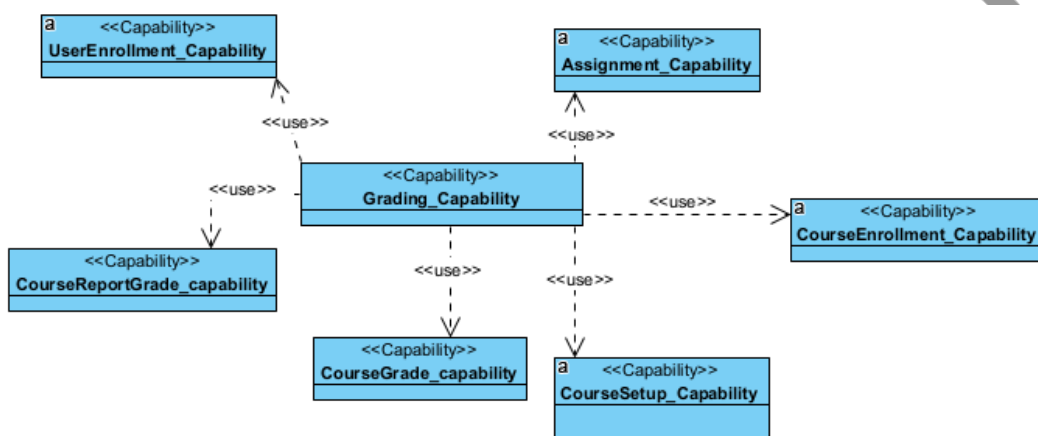 a
<<Capability>>
UserEnrollment_Capability
a
<<Capability>>
Assignment_Capability
<<use>>
<<use>>
<<Capability>>
Grading_Capability
<<use>>
<<use>>
a
<<Capability>>
CourseEnrollment_Capability
<<Capability>>
CourseReportGrade_capability
<<use>>
<<use>>
<<Capability>>
CourseGrade_capability
a
<<Capability>>
CourseSetup_Capability